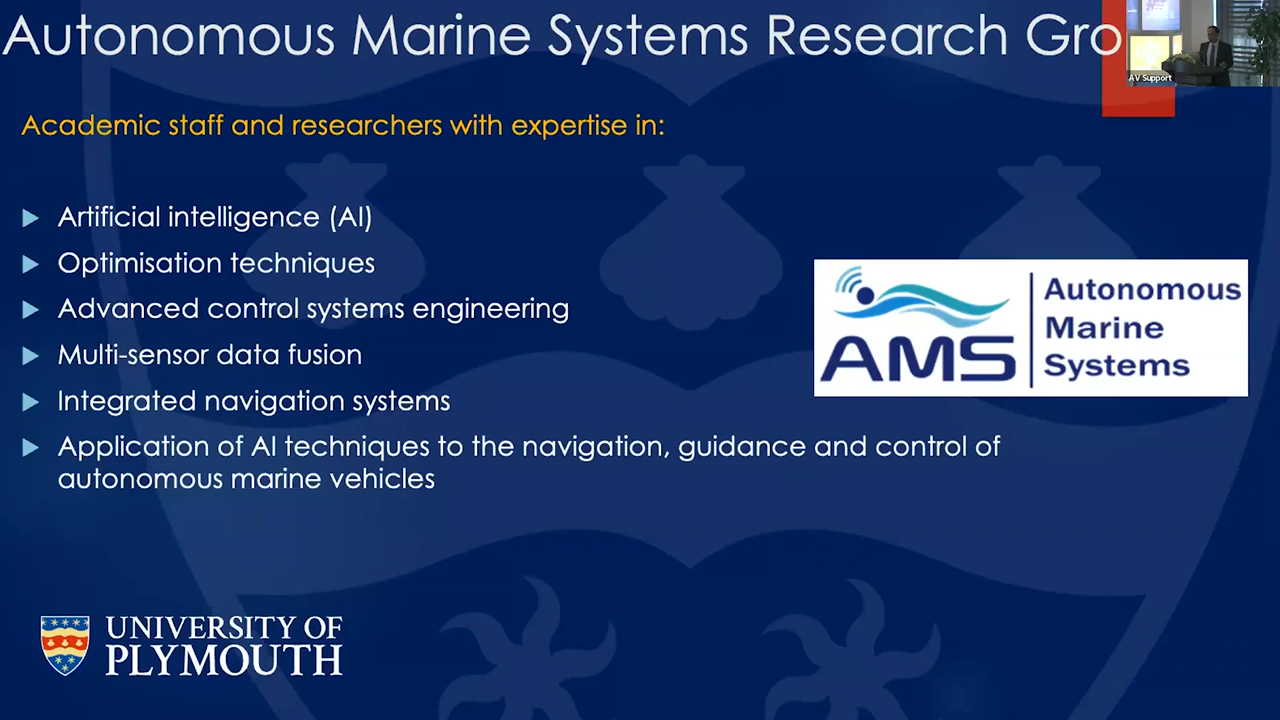 Autonomous Marine Systems Research Gro
AV Support
Academic staff and researchers with expertise in:
Artificial intelligence (AI)
Optimisation techniques
Advanced control systems engineering
Multi-sensor data fusion
Integrated navigation systems
Application of AI techniques to the navigation, guidance and control of
autonomous marine vehicles
AMS
Autonomous
Marine
Systems
UNIVERSITY OF
PLYMOUTH